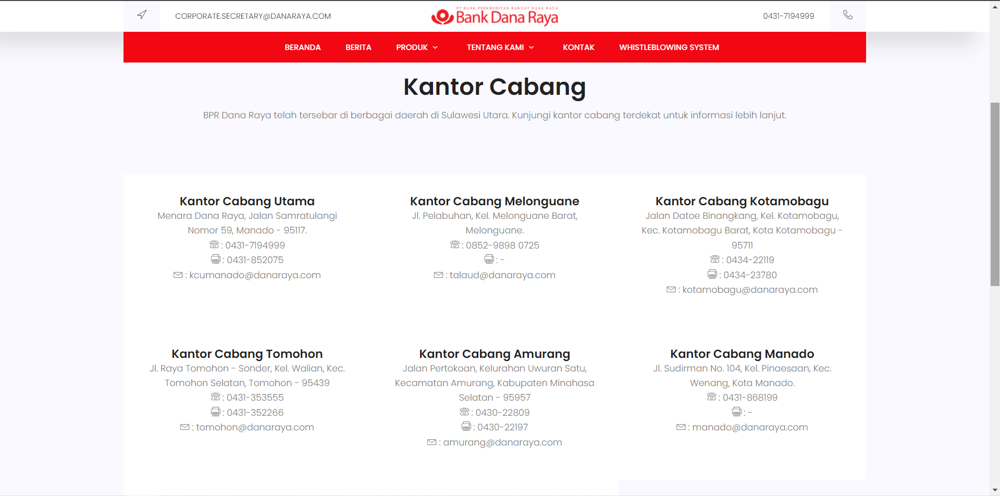 CORPORATE.SECRETARY@DANARAYA.COM
PT BANK PERKREDITAN RAKYAT DANA RAYA
Bank Dana Raya
0431-7194999
BERANDA BERITA PRODUK TENTANG KAMI KONTAK WHISTLEBLOWING SYSTEM
Kantor Cabang
BPR Dana Raya telah tersebar di berbagai daerah di Sulawesi Utara. Kunjungi kantor cabang terdekat untuk informasi lebih lanjut.
Kantor Cabang Utama
Menara Dana Raya, Jalan Samratulangi
Nomor 59, Manado - 95117.
: 0431-7194999
: 0431-852075
: kcumanado@danaraya.com
Kantor Cabang Melonguane
Jl. Pelabuhan, Kel. Melonguane Barat,
Melonguane.
: 0852-9898 0725
: -
: talaud@danaraya.com
Kantor Cabang Kotamobagu
Jalan Datoe Binangkang, Kel. Kotamobagu,
Kec. Kotamobagu Barat, Kota Kotamobagu -
95711
: 0434-22119
: 0434-23780
: kotamobagu@danaraya.com
Kantor Cabang Tomohon
Jl. Raya Tomohon - Sonder, Kel. Walian, Kec.
Tomohon Selatan, Tomohon - 95439
: 0431-353555
: 0431-352266
: tomohon@danaraya.com
Kantor Cabang Amurang
Jalan Pertokoan, Kelurahan Uwuran Satu,
Kecamatan Amurang, Kabupaten Minahasa
Selatan - 95957
: 0430-22809
: 0430-22197
: amurang@danaraya.com
Kantor Cabang Manado
Jl. Sudirman No. 104, Kel. Pinaesaan, Kec.
Wenang, Kota Manado.
: 0431-868199
: -
: manado@danaraya.com